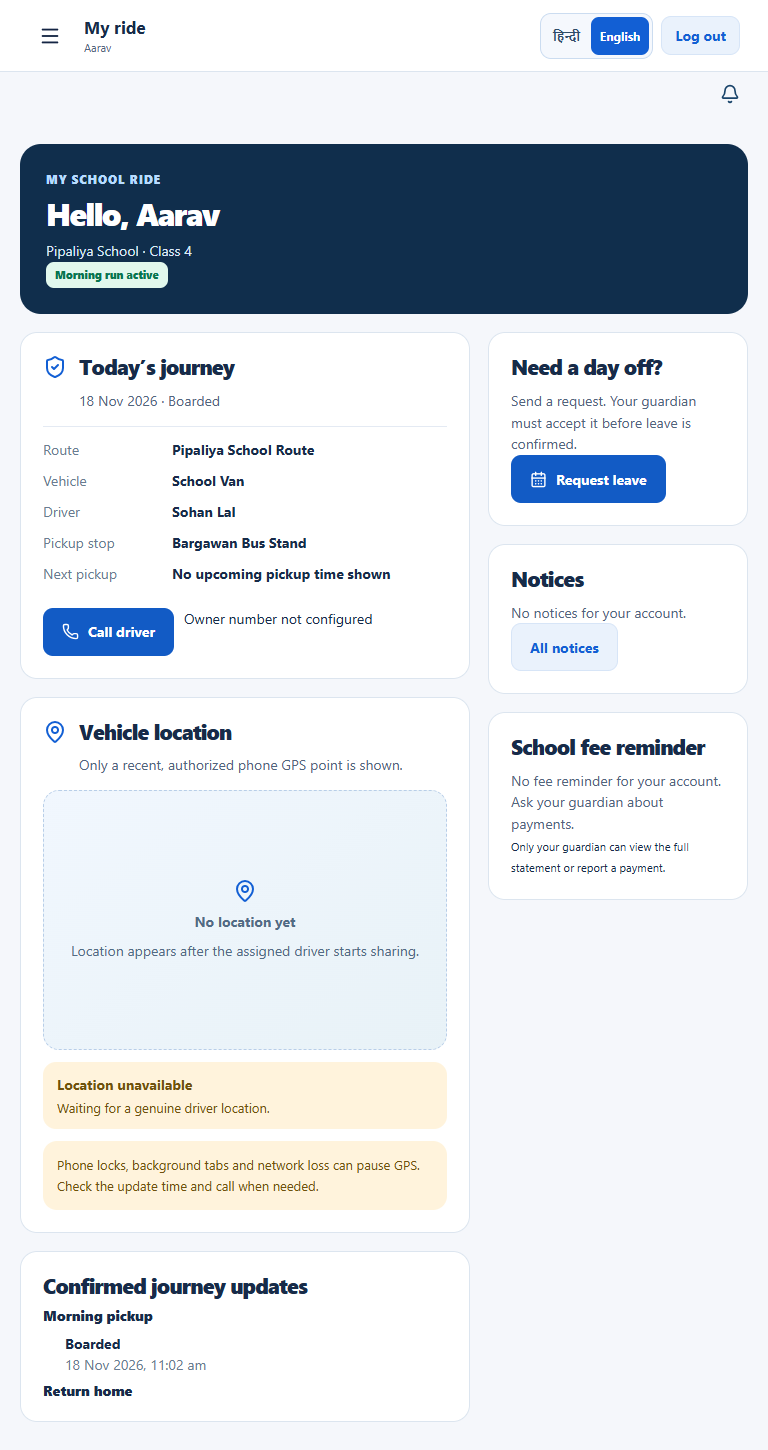 My ride
Aarav
हिन्दी
English
Log out
MY SCHOOL RIDE
Hello, Aarav
Pipaliya School · Class 4
Morning run active
Today's journey
18 Nov 2026 · Boarded
Route Pipaliya School Route
Vehicle School Van
Driver Sohan Lal
Pickup stop Bargawan Bus Stand
Next pickup No upcoming pickup time shown
Call driver
Owner number not configured
Vehicle location
Only a recent, authorized phone GPS point is shown.
No location yet
Location appears after the assigned driver starts sharing.
Location unavailable
Waiting for a genuine driver location.
Phone locks, background tabs and network loss can pause GPS.
Check the update time and call when needed.
Confirmed journey updates
Morning pickup
Boarded
18 Nov 2026, 11:02 am
Return home
Need a day off?
Send a request. Your guardian
must accept it before leave is
confirmed.
Request leave
Notices
No notices for your account.
All notices
School fee reminder
No fee reminder for your account.
Ask your guardian about
payments.
Only your guardian can view the full
statement or report a payment.